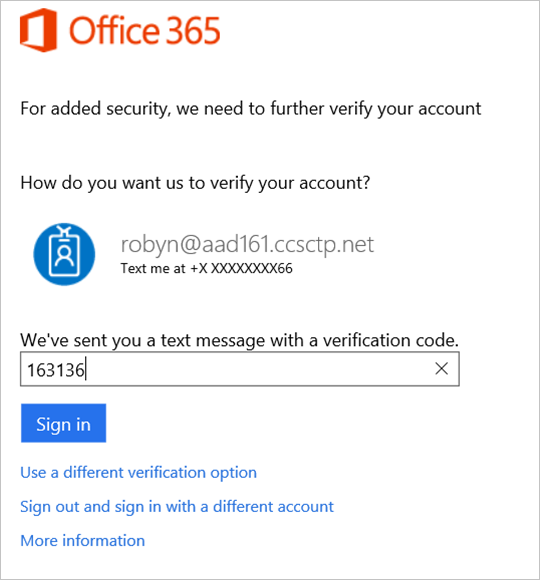 Office 365
For added security, we need to further verify your account
How do you want us to verify your account?
robyn@aad161.ccsctp.net
Text me at +X XXXXXXXX66
We've sent you a text message with a verification code.
163136
Sign in
Use a different verification option
Sign out and sign in with a different account
More information